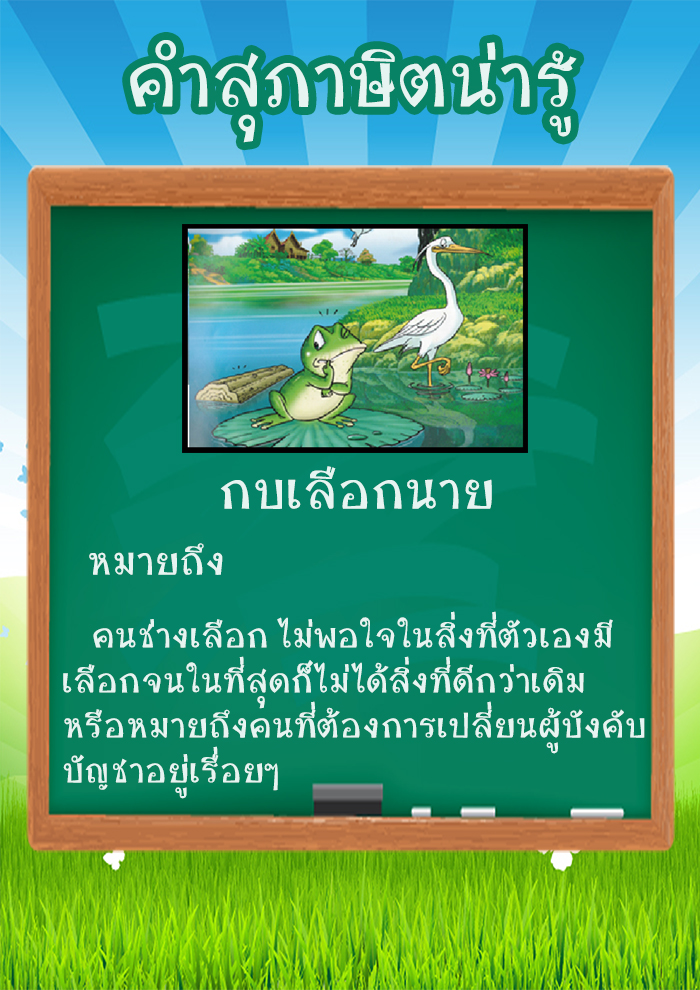 คำสุภาษิตน่ารู้
กบเลือกนาย
หมายถึง
คนช่างเลือก ไม่พอใจในสิ่งที่ตัวเองมี
เลือกจนในที่สุดก็ไม่ได้สิ่งที่ดีกว่าเดิม
หรือหมายถึงคนที่ต้องการเปลี่ยนผู้บังคับ
บัญชาอยู่เรื่อยๆ